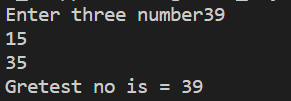 Enter three number39
15
35
Gretest no is = 39